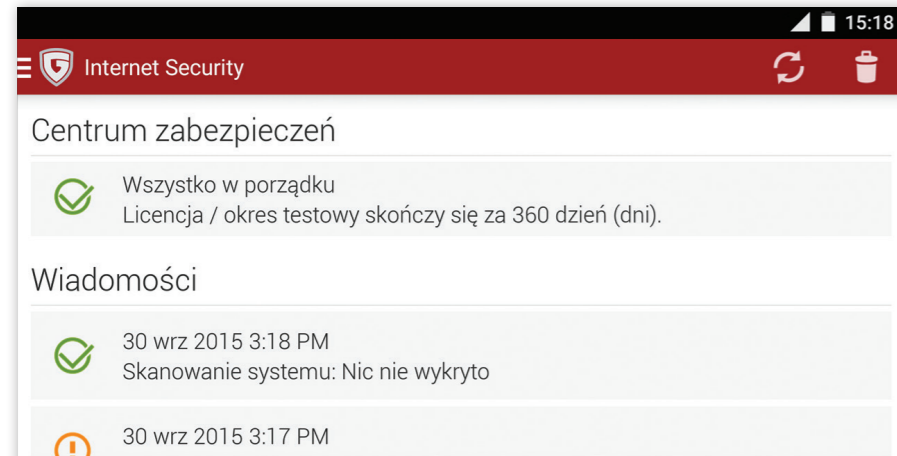 15:18
Internet Security
Centrum zabezpieczeń
Wszystko w porządku
Licencja / okres testowy skończy się za 360 dzień (dni).
Wiadomości
30 wrz 2015 3:18 PM
Skanowanie systemu: Nic nie wykryto
30 wrz 2015 3:17 PM